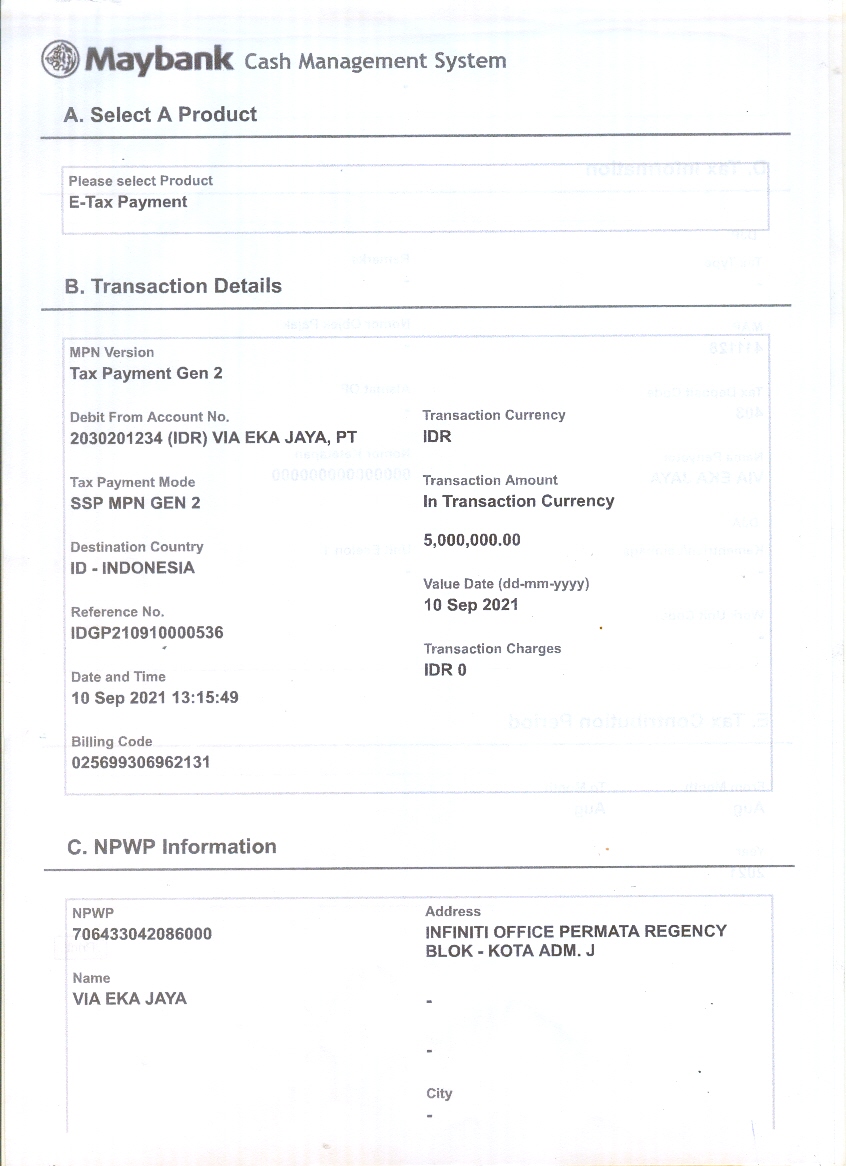 Maybank Cash Management System
A. Select A Product
Please select Product
E-Tax Payment
B. Transaction Details
MPN Version
Tax Payment Gen 2
Debit From Account No.
2030201234 (IDR) VIA EKA JAYA, PT
Tax Payment Mode
SSP MPN GEN 2
Destination Country
ID - INDONESIA
Reference No.
IDGP210910000536
Date and Time
10 Sep 2021 13:15:49
Billing Code
025699306962131
Transaction Currency
IDR
Transaction Amount
In Transaction Currency
5,000,000.00
Value Date (dd-mm-yyyy)
10 Sep 2021
Transaction Charges
IDR 0
C. NPWP Information
NPWP
706433042086000
Name
VIA EKA JAYA
Address
INFINITI OFFICE PERMATA REGENCY
BLOK - KOTA ADM. J
-
-
City
-